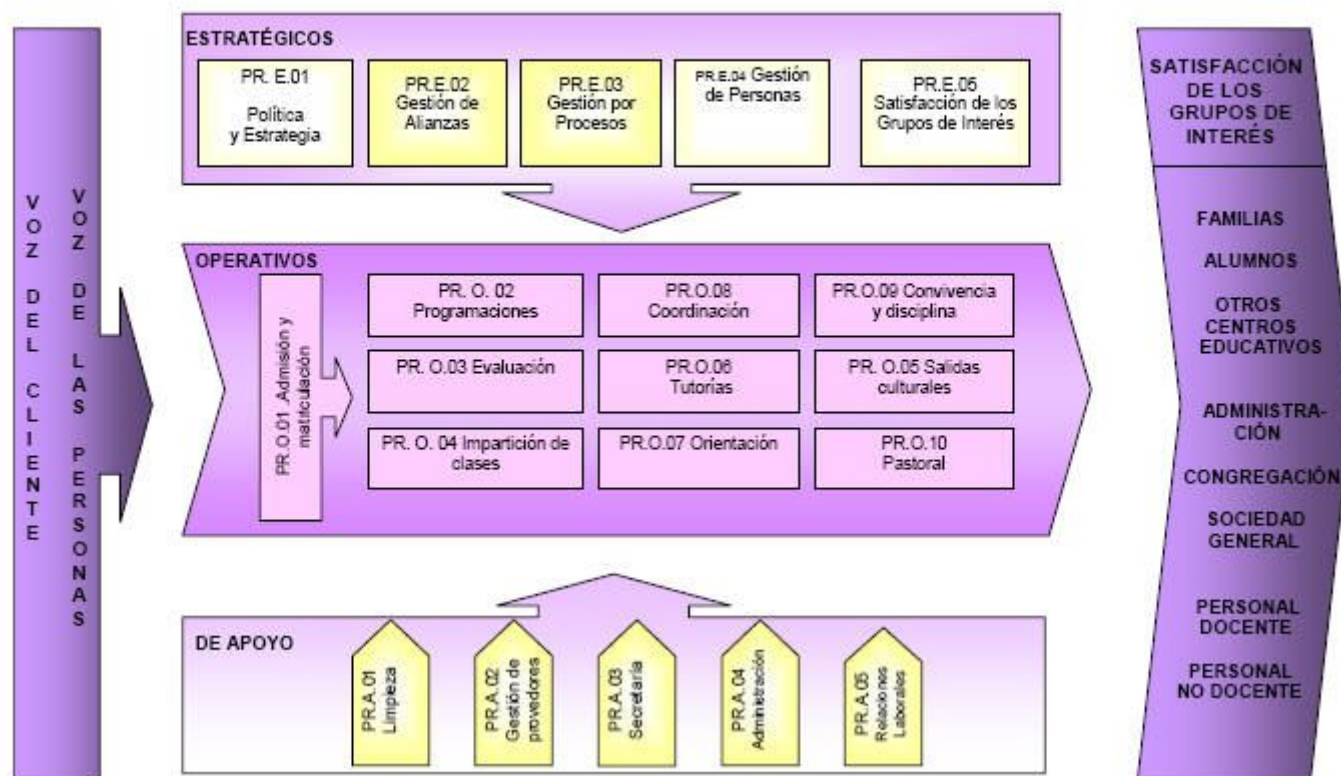 VOZ DEL CLIENTE
VOZ DE LAS PERSONAS
ESTRATÉGICOS
PR. E.01
Política
y Estrategia
PR.E.02
Gestión de
Alianzas
PR.E.03
Gestión por
Procesos
PR.E.04 Gestión
de Personas
PR.E.05
Satisfacción de los
Grupos de Interés
OPERATIVOS
PR.O.01 Admisión y
matriculación
PR. O. 02
Programaciones
PR.O.08
Coordinación
PR.O.09 Convivencia
y disciplina
PR. O.03 Evaluación
PR.O.06
Tutorías
PR. O.05 Salidas
culturales
PR. O. 04 Impartición de
clases
PR.O.07 Orientación
PR.O.10
Pastoral
DE APOYO
PR.A.01
Limpieza
PR.A.02
Gestión de
provedores
PR.A.03
Secretaría
PR.A.04
Administración
PR.A.05
Relaciones
Laborales
SATISFACCIÓN
DE LOS
GRUPOS DE
INTERÉS
FAMILIAS
ALUMNOS
OTROS
CENTROS
EDUCATIVOS
ADMINISTRA-
CIÓN
CONGREGACIÓN
SOCIEDAD
GENERAL
PERSONAL
DOCENTE
PERSONAL
NO DOCENTE